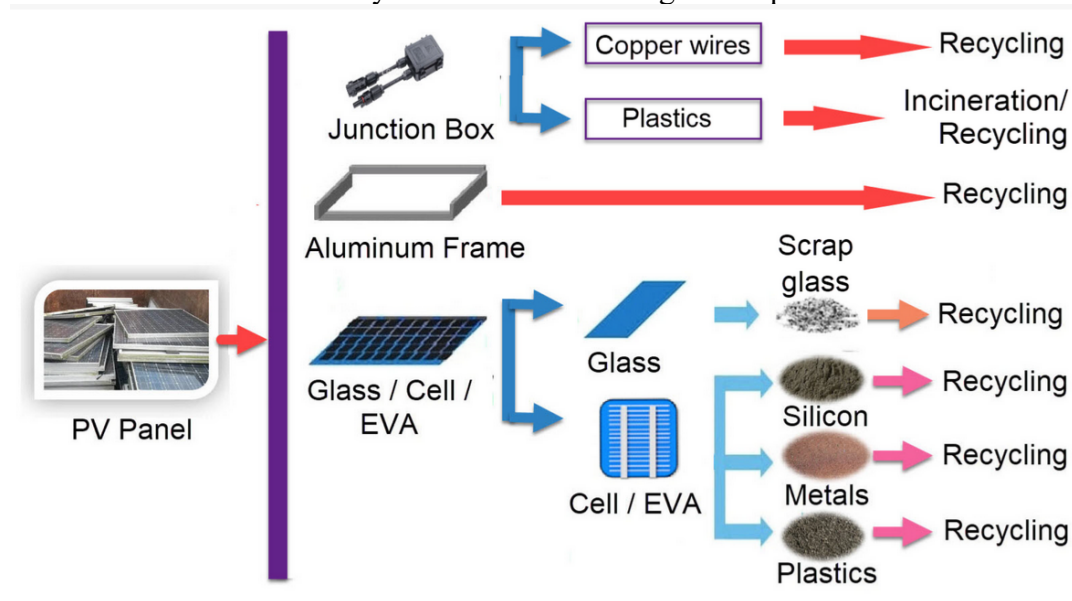 Copper wires
Recycling
Junction Box
Plastics
Incineration/
Recycling
Aluminum Frame
Recycling
PV Panel
Glass / Cell /
EVA
Glass
Scrap
glass
Recycling
Cell / EVA
Silicon
Recycling
Metals
Recycling
Plastics
Recycling